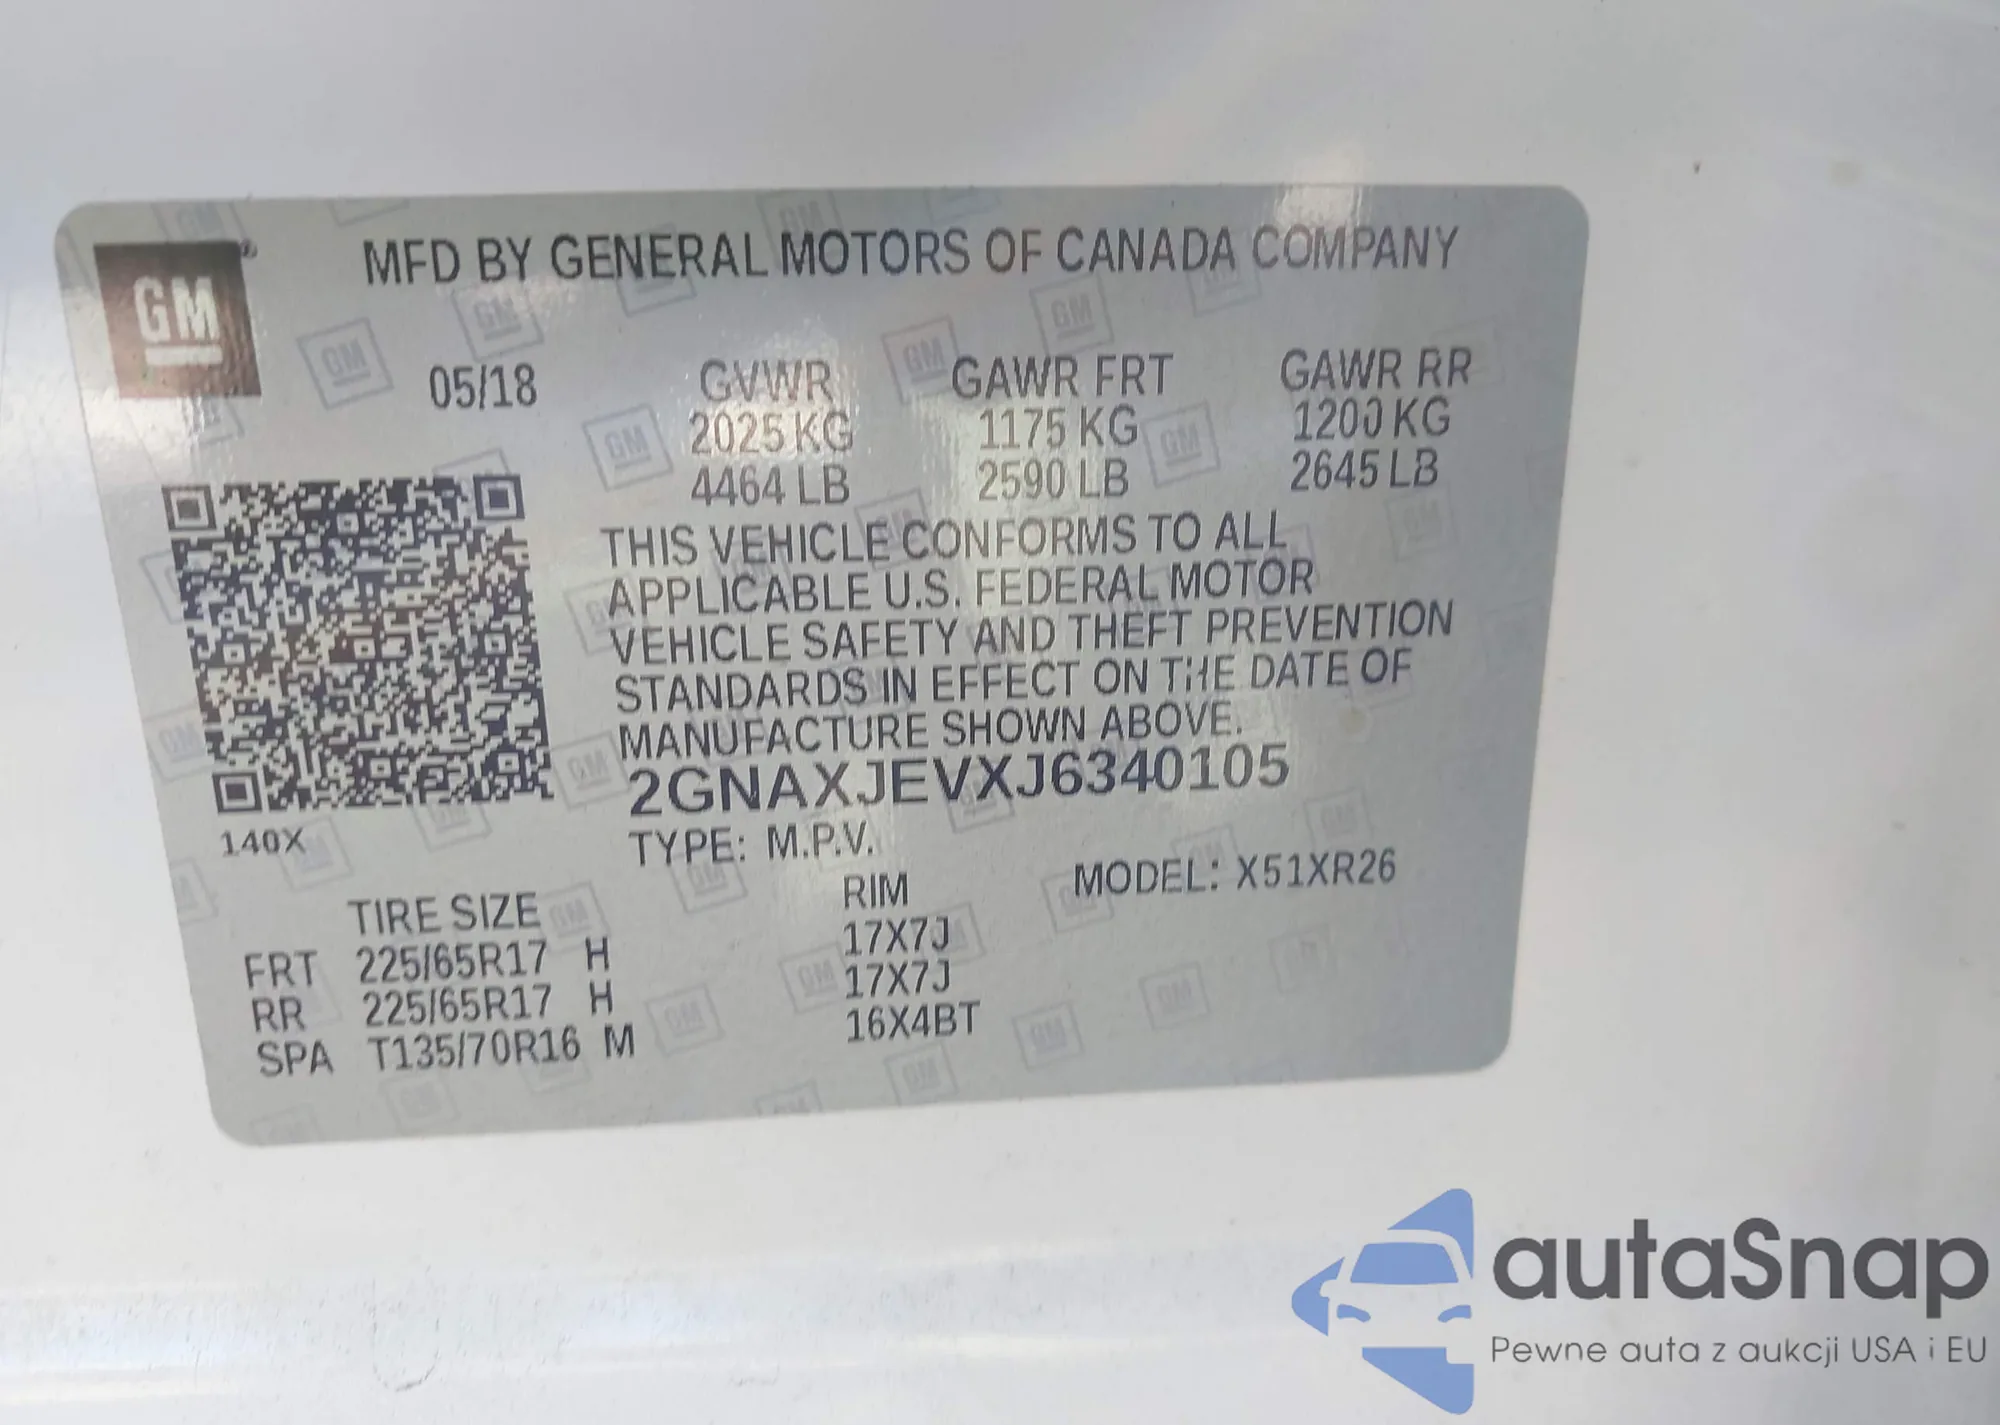 GM
MFD BY GENERAL MOTORS OF CANADA COMPANY
05/18 GVWR GAWR FRT GAWR RR
2025 KG 1175 KG 1200 KG
4464 LB 2590 LB 2645 LB
THIS VEHICLE CONFORMS TO ALL
APPLICABLE U.S. FEDERAL MOTOR
VEHICLE SAFETY AND THEFT PREVENTION
STANDARDS IN EFFECT ON THE DATE OF
MANUFACTURE SHOWN ABOVE.
2GNAXJEVXJ6340105
140X
TYPE: M.P.V. MODEL: X51XR26
TIRE SIZE RIM
FRT 225/65R17 H 17X7J
RR 225/65R17 H 17X7J
SPA T135/70R16 M 16X4BT
autaSnap
Pewne auta z aukcji USA i EU